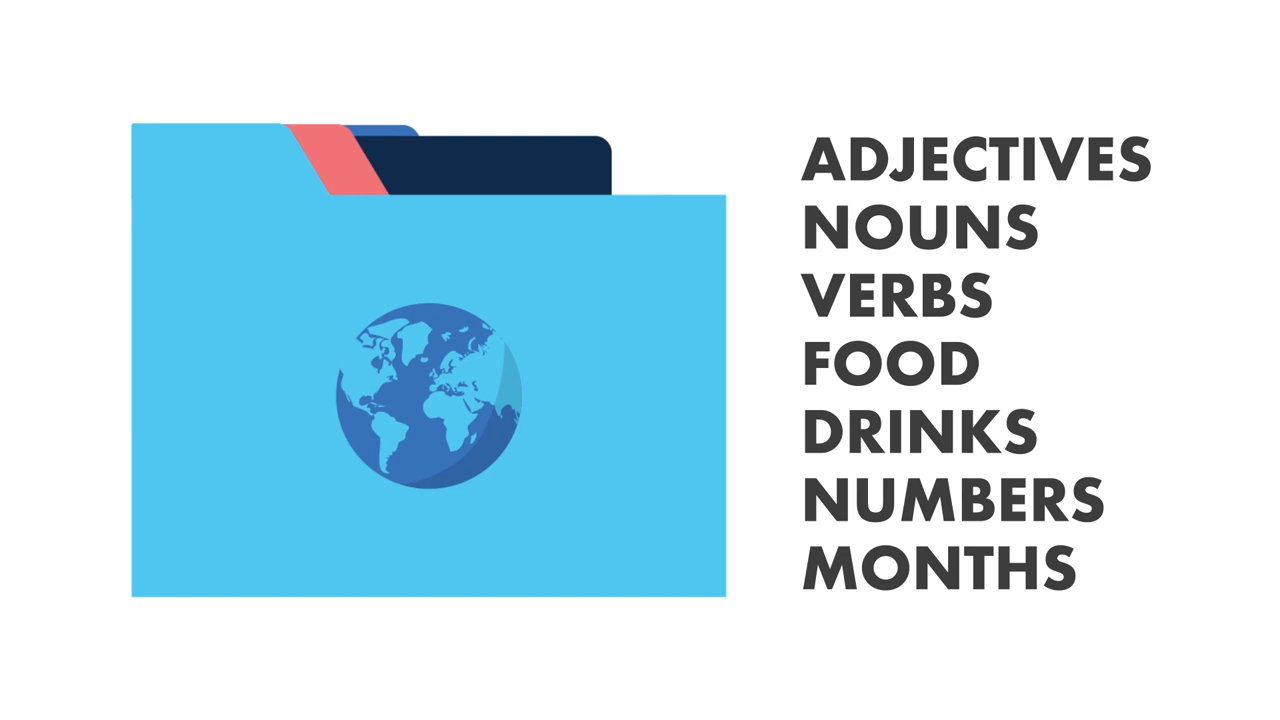 ADJECTIVES
NOUNS
VERBS
FOOD
DRINKS
NUMBERS
MONTHS